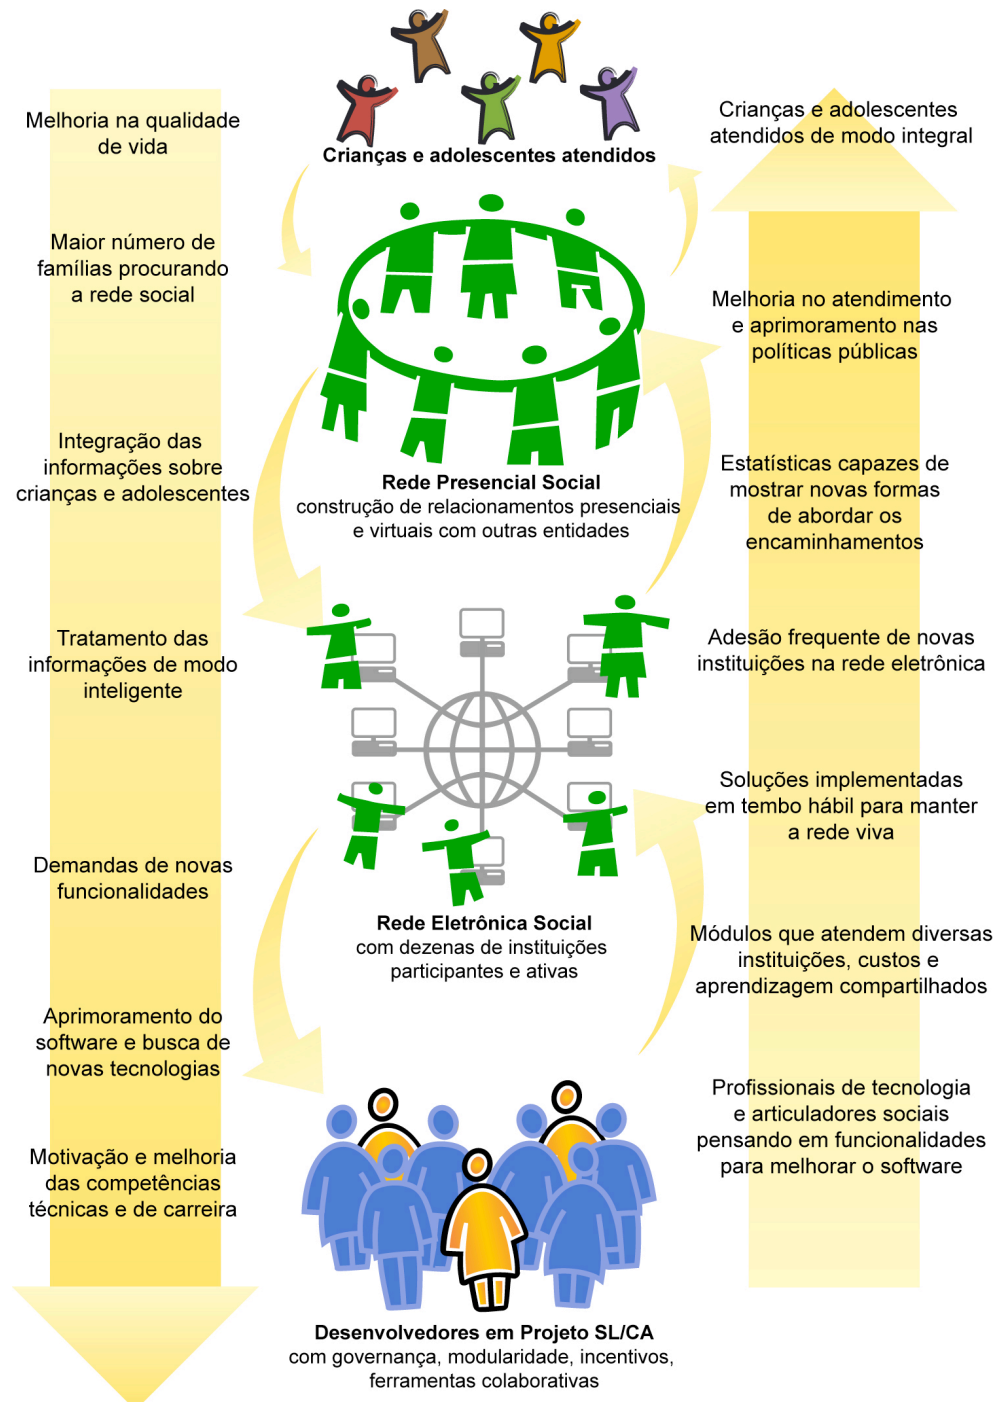 Melhoria na qualidade
de vida
Maior número de
famílias procurando
a rede social
Integração das
informações sobre
crianças e adolescentes
Tratamento das
informações de modo
inteligente
Demandas de novas
funcionalidades
Aprimoramento do
software e busca de
novas tecnologias
Motivação e melhoria
das competências
técnicas e de carreira
Crianças e adolescentes atendidos
Rede Presencial Social
construção de relacionamentos presenciais
e virtuais com outras entidades
Rede Eletrônica Social
com dezenas de instituições
participantes e ativas
Desenvolvedores em Projeto SL/CA
com governança, modularidade, incentivos,
ferramentas colaborativas
Crianças e adolescentes
atendidos de modo integral
Melhoria no atendimento
e aprimoramento nas
políticas públicas
Estatísticas capazes de
mostrar novas formas
de abordar os
encaminhamentos
Adesão frequente de novas
instituições na rede eletrônica
Soluções implementadas
em tembo hábil para manter
a rede viva
Módulos que atendem diversas
instituições, custos e
aprendizagem compartilhados
Profissionais de tecnologia
e articuladores sociais
pensando em funcionalidades
para melhorar o software